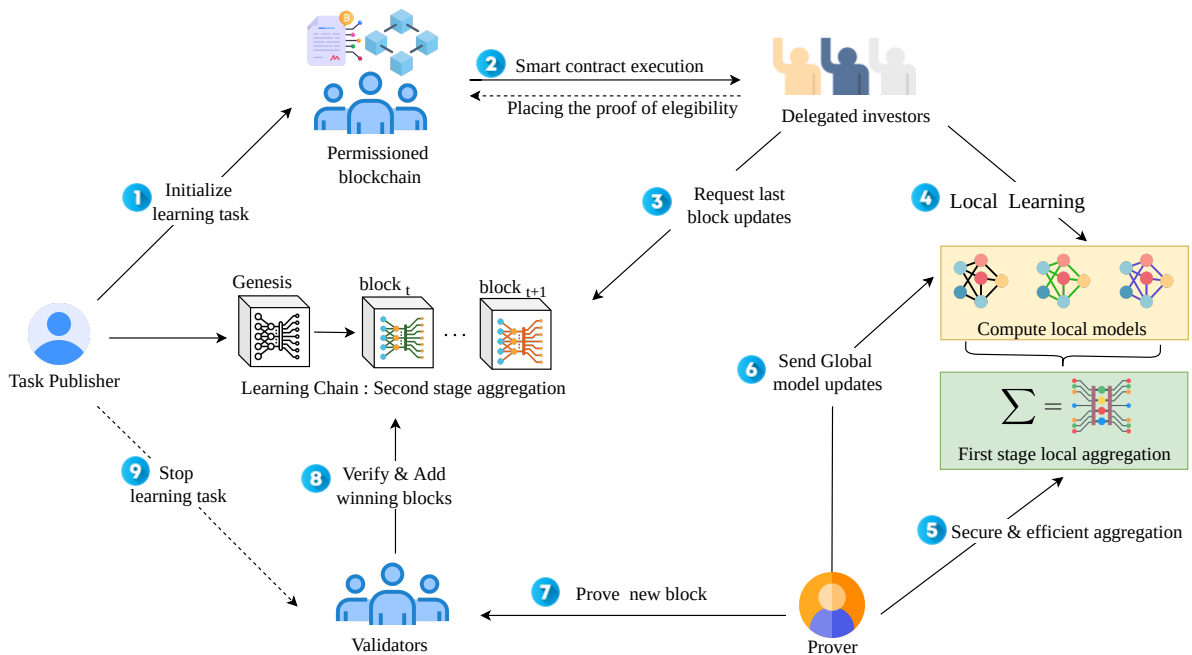 2 Smart contract execution
Placing the proof of elegibility
Permissioned
blockchain
Delegated investors
1 Initialize
learning task
3 Request last
block updates
4 Local Learning
Genesis
block t
. . .
block t+1
Learning Chain : Second stage aggregation
Task Publisher
Compute local models
6 Send Global
model updates
∑ =
First stage local aggregation
9 Stop
learning task
8 Verify & Add
winning blocks
5 Secure & efficient aggregation
7 Prove new block
Validators
Prover